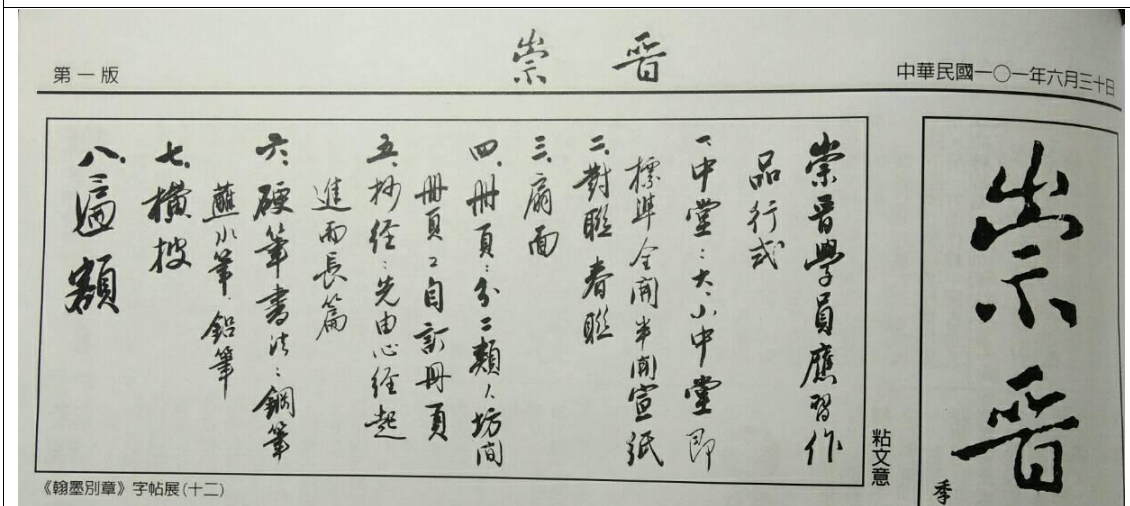 第一版
崇晉
中華民國一〇一年六月三十日
崇晉
季
崇晉學員應習作
品行式
一、中堂：大、小中堂即
標準全開半開宣紙
二、對聯春聯
三、扇面
四、冊頁：分二類1.坊間
冊頁2.自訂冊頁
五、抄经：先由心经起
進而長篇
六、硬筆書法：鋼筆
蘸水筆、鉛筆
七、橫披
八、匾額
粘文意
《翰墨別章》字帖展(十二)